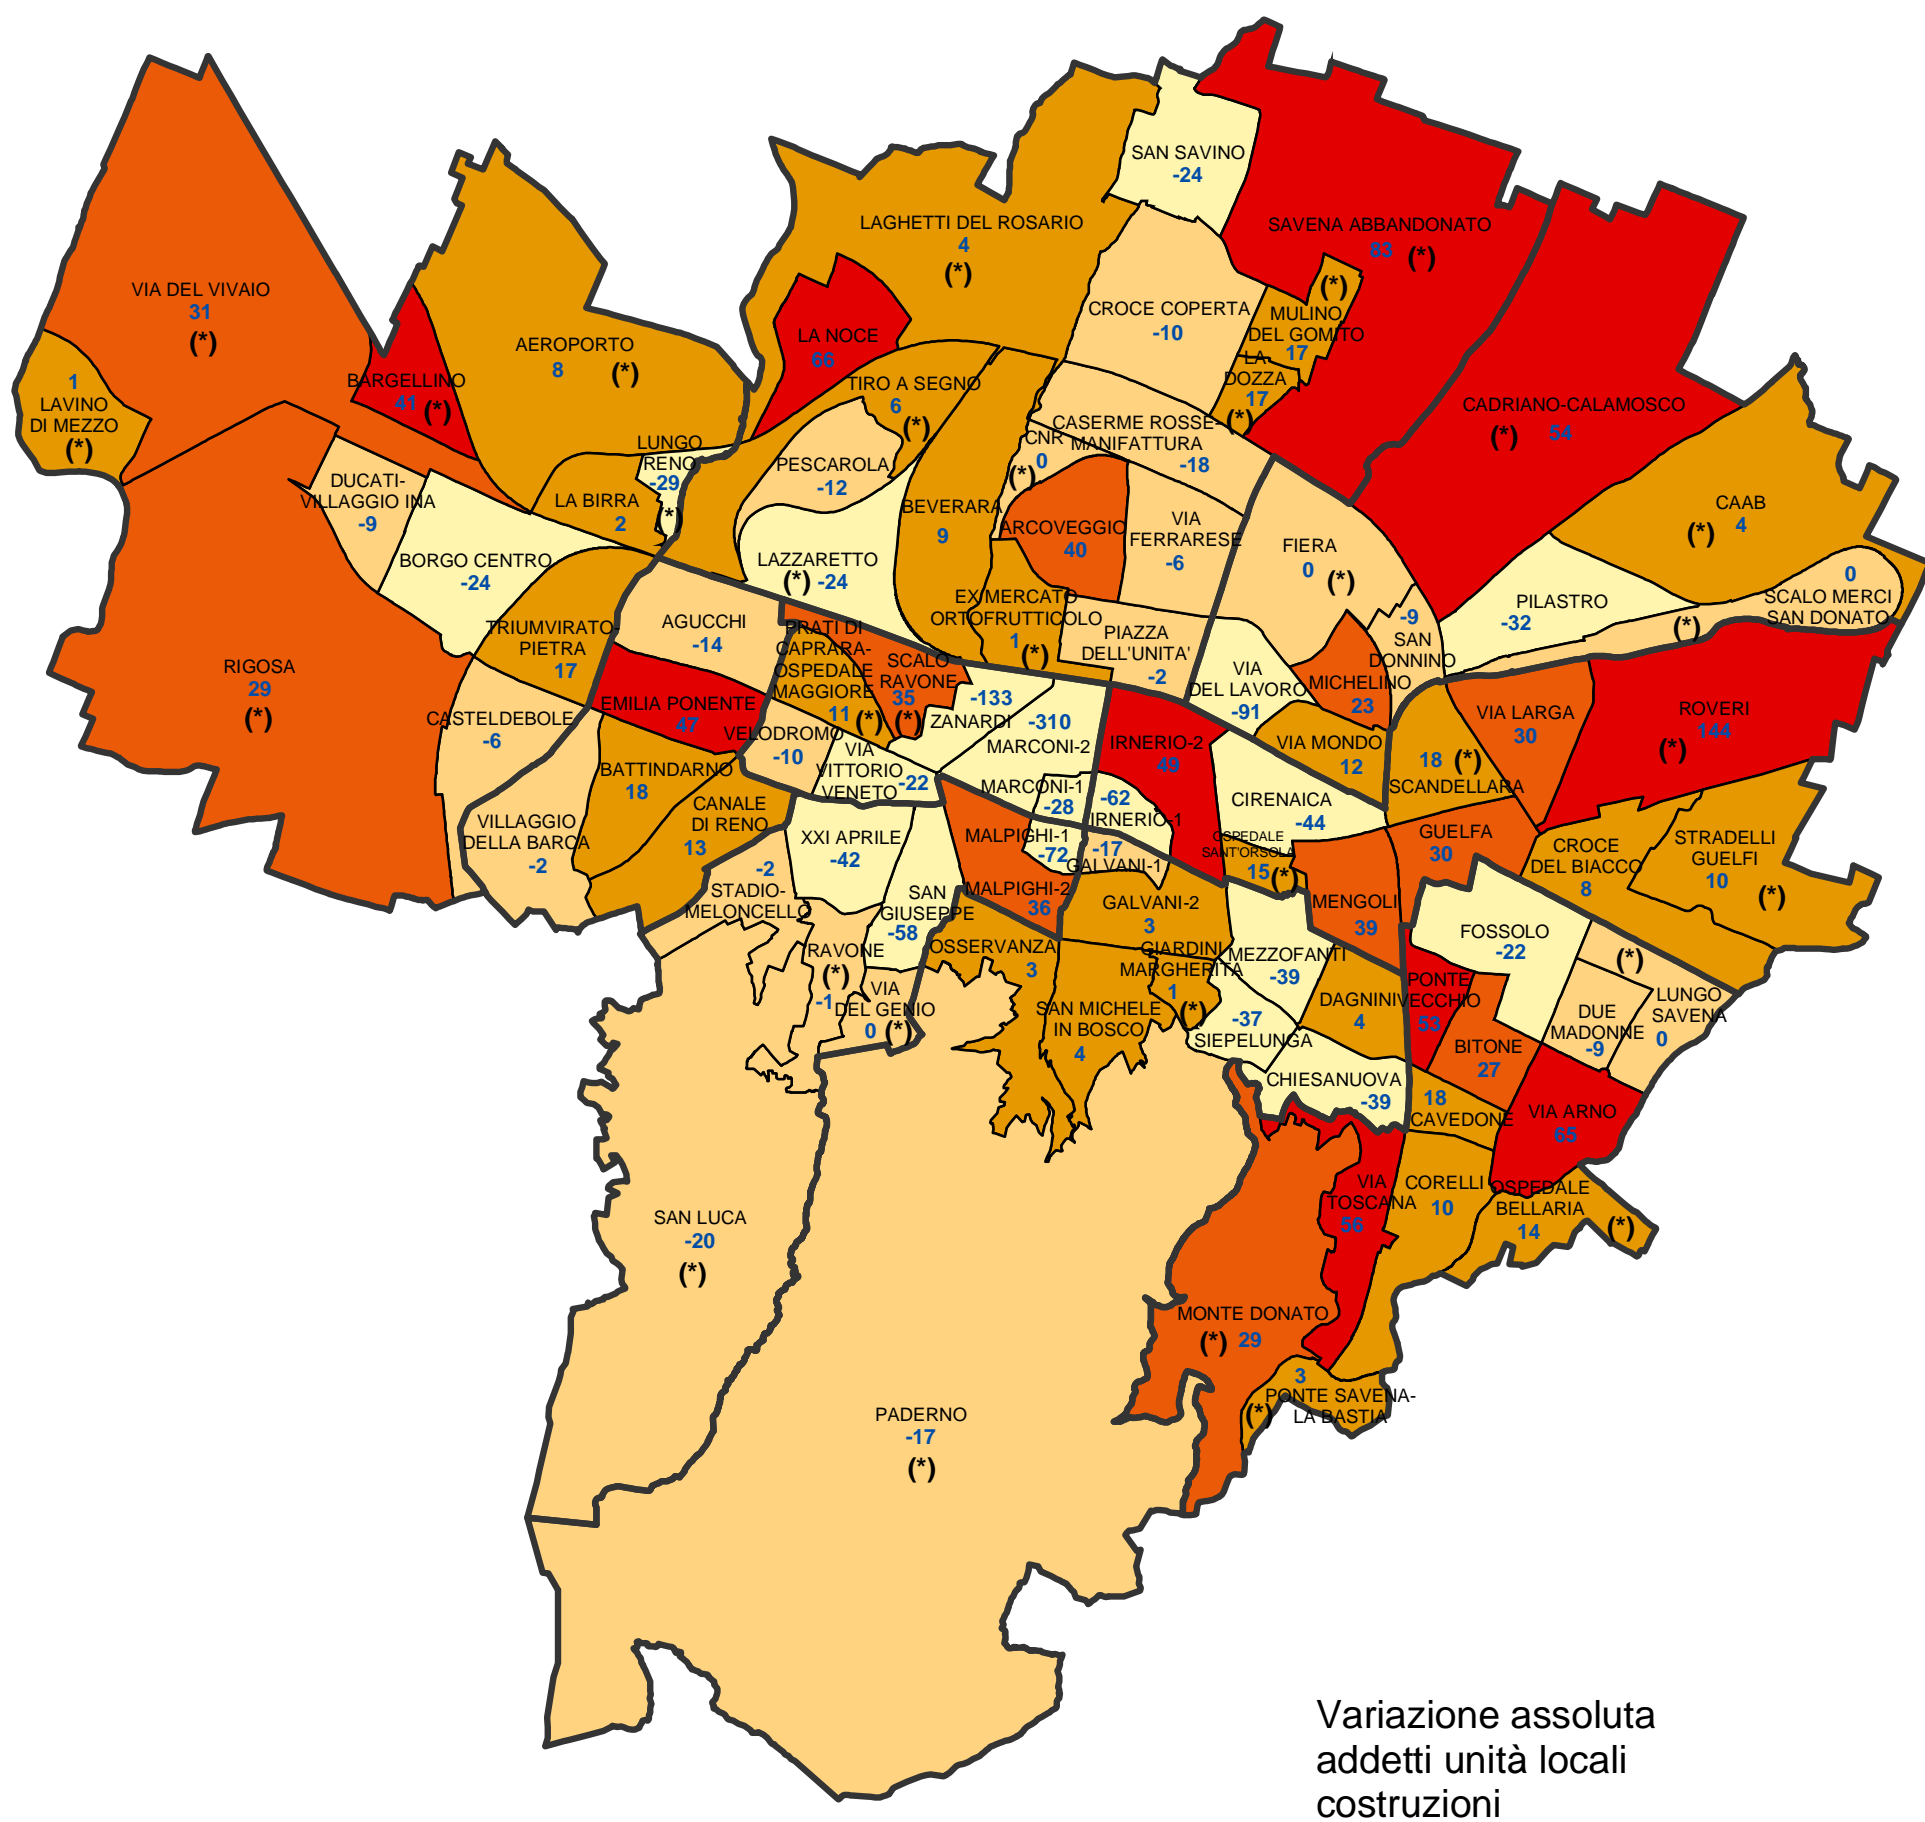 SAN SAVINO
-24
LAGHETTI DEL ROSARIO
4
(*)
SAVENA ABBANDONATO
83 (*)
VIA DEL VIVAIO
31
(*)
CROCE COPERTA
-10
(*)
MULINO
DEL GOMITO
17
LA NOCE
66
AEROPORTO
8 (*)
BARGELLINO
41 (*)
1
LAVINO
DI MEZZO
(*)
TIRO A SEGNO
6
(*)
LA
DOZZA
17
(*)
CADRIANO-CALAMOSCO
(*) 54
CASERME ROSSE-
MANIFATTURA
-18
CNR
0
(*)
LUNGO
RENO
-29
(*)
PESCAROLA
-12
DUCATI-
VILLAGGIO INA
-9
LA BIRRA
2
BEVERARA
9
ARCOVEGGIO
40
VIA
FERRARESE
-6
FIERA
0 (*)
CAAB
(*) 4
BORGO CENTRO
-24
LAZZARETTO
(*) -24
EX MERCATO
ORTOFRUTTICOLO
1 (*)
0
SCALO MERCI
SAN DONATO
(*)
PILASTRO
-32
-9
SAN
DONNINO
AGUCCHI
-14
TRIUMVIRATO-
PIETRA
17
PRATI DI
CAPRARA-
OSPEDALE
MAGGIORE
11 (*)
SCALO
RAVONE
35
(*)
PIAZZA
DELL'UNITA'
-2
RIGOSA
29
(*)
VIA
DEL LAVORO
-91
MICHELINO
23
EMILIA PONENTE
47
-133
ZANARDI
-310
MARCONI-2
CASTELDEBOLE
-6
VELODROMO
-10
VIA
VITTORIO
VENETO -22
IRNERIO-2
49
VIA MONDO
12
18 (*)
SCANDELLARA
VIA LARGA
30
ROVERI
144
(*)
BATTINDARNO
18
MARCONI-1
-28
-62
IRNERIO-1
CIRENAICA
-44
CANALE
DI RENO
13
VILLAGGIO
DELLA BARCA
-2
XXI APRILE
-42
MALPIGHI-1
-72
-17
GALVANI-1
OSPEDALE
SANT'ORSOLA
15 (*)
GUELFA
30
CROCE
DEL BIACCO
8
STRADELLI
GUELFI
10
(*)
-2
STADIO-
MELONCELLO
SAN
GIUSEPPE
-58
MALPIGHI-2
36
GALVANI-2
3
MENGOLI
39
FOSSOLO
-22
RAVONE
(*)
-1
OSSERVANZA
3
GIARDINI
MARGHERITA
1
(*)
MEZZOFANTI
-39
(*)
LUNGO
SAVENA
0
VIA
DEL GENIO
0 (*)
SAN MICHELE
IN BOSCO
4
-37
SIEPELUNGA
DAGNINI
4
PONTE
VECCHIO
53
DUE
MADONNE
-9
BITONE
27
CHIESANUOVA
-39
18
CAVEDONE
VIA ARNO
65
VIA
TOSCANA
56
CORELLI
10
OSPEDALE
BELLARIA
14
(*)
SAN LUCA
-20
(*)
MONTE DONATO
(*) 29
3
PONTE SAVENA-
LA BASTIA
(*)
PADERNO
-17
(*)
Variazione assoluta
addetti unità locali
costruzioni